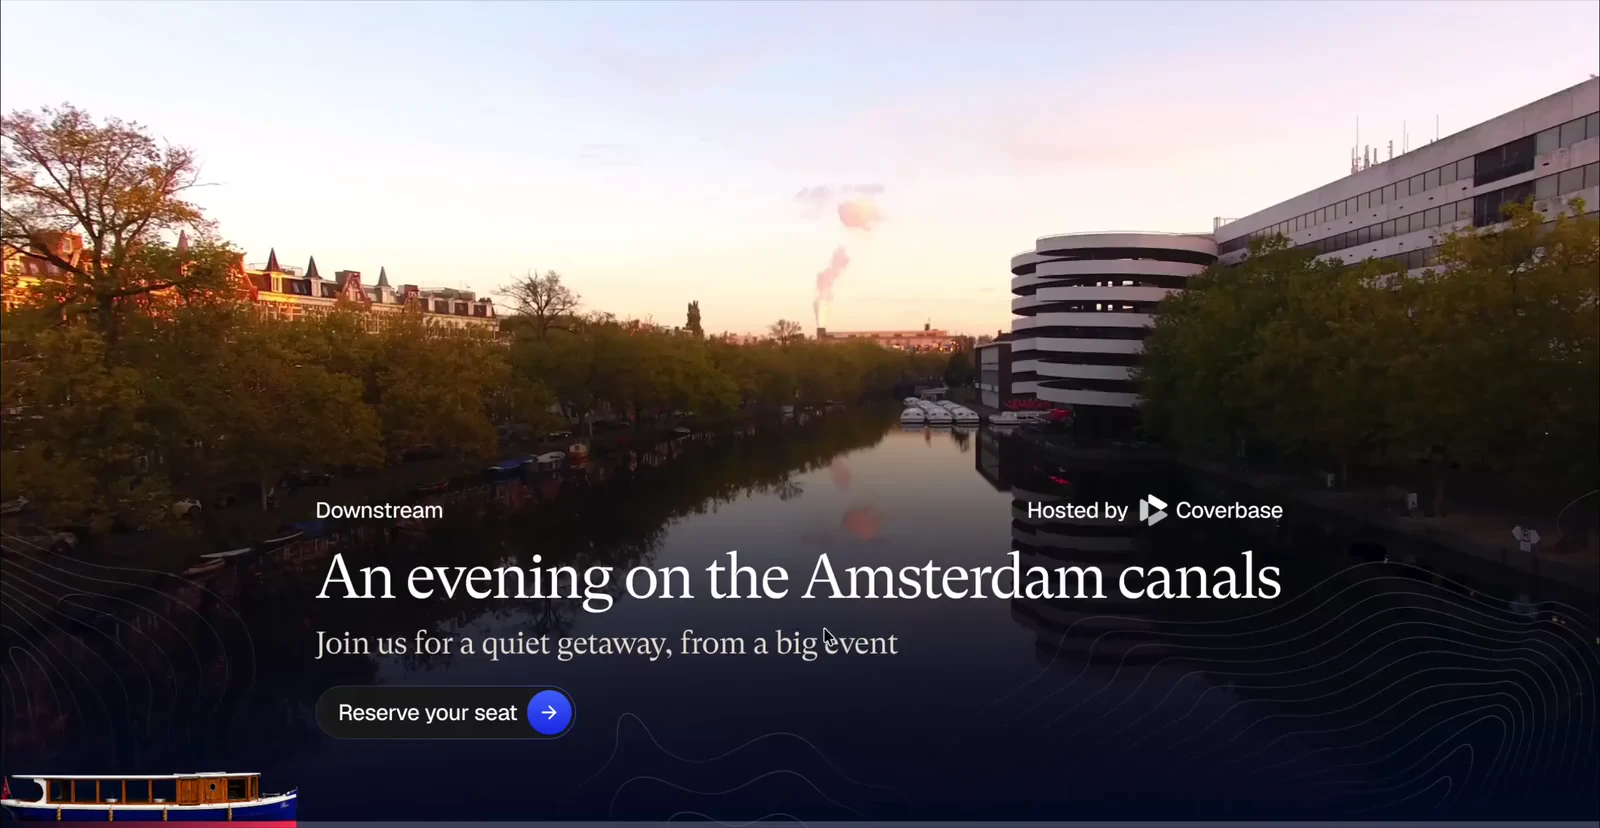 Downstream
Hosted by Coverbase
An evening on the Amsterdam canals
Join us for a quiet getaway, from a big event
Reserve your seat